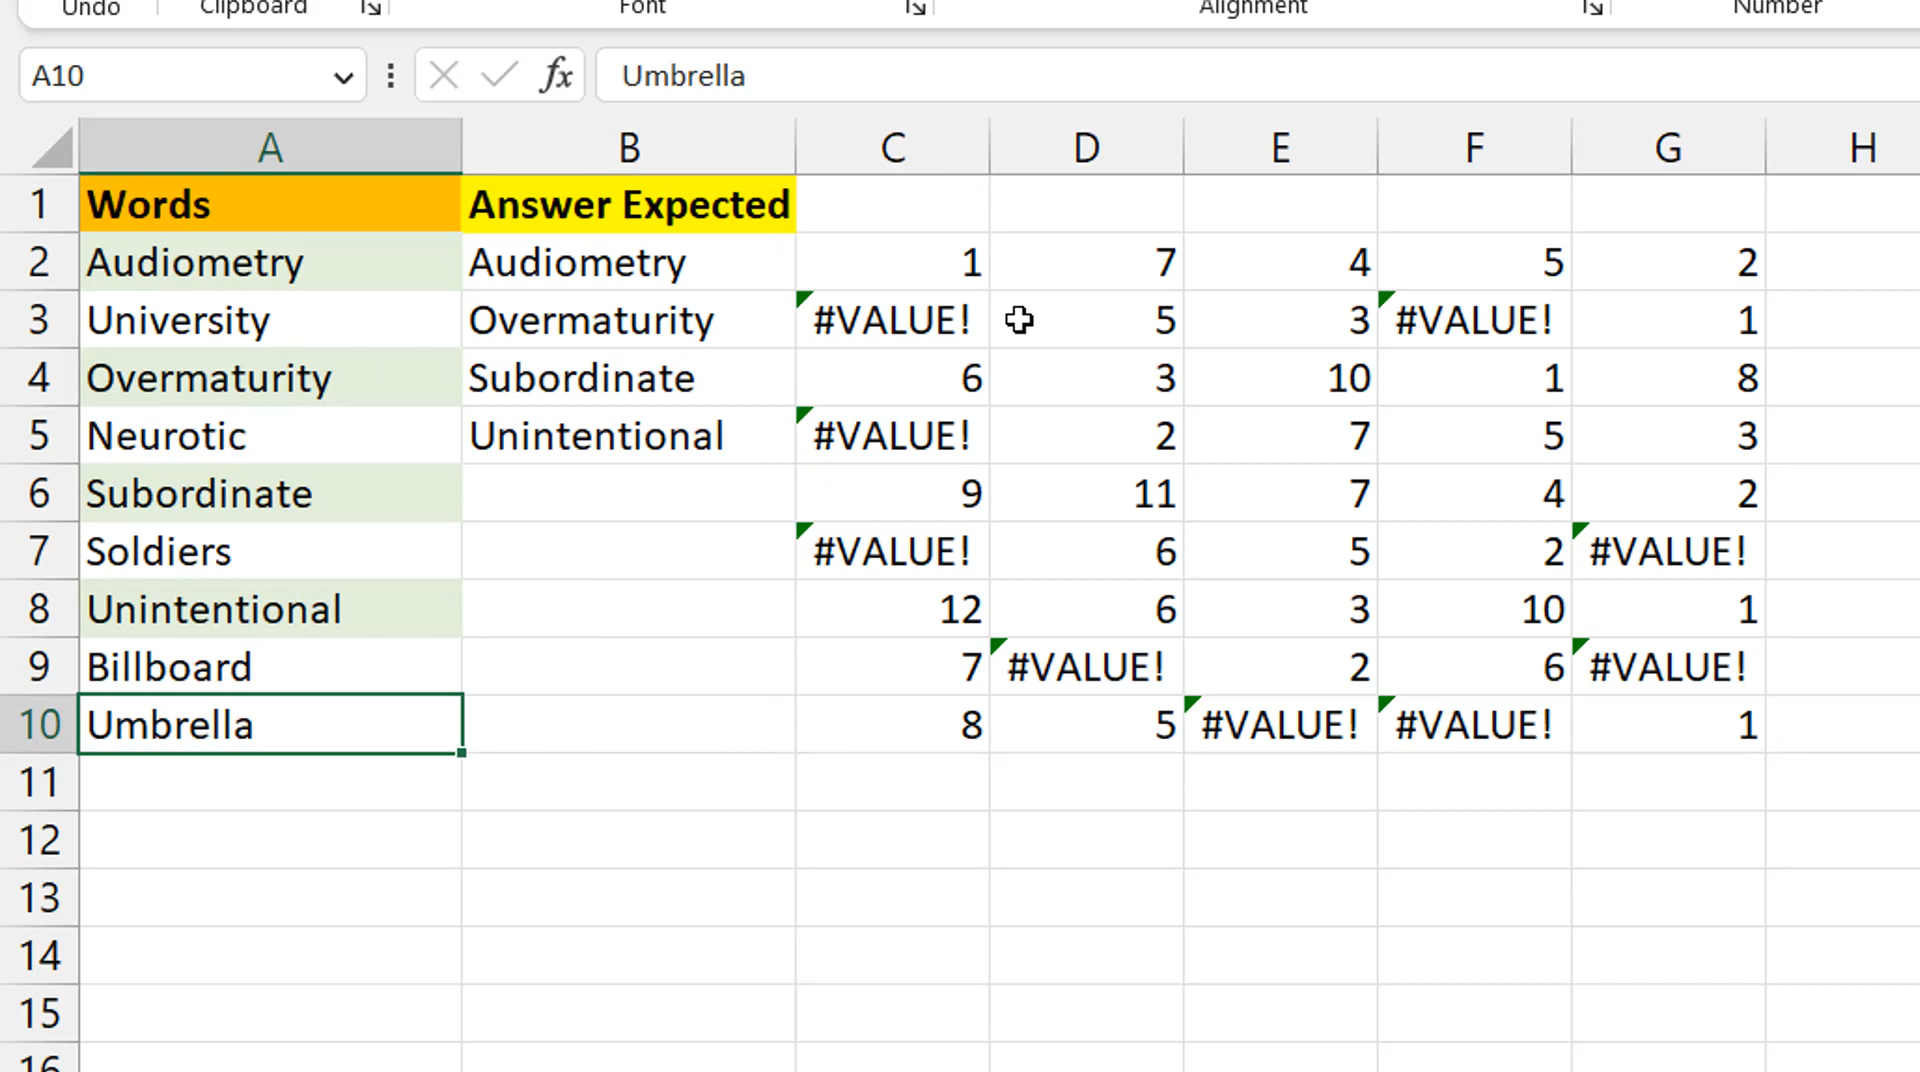 Undo Clipboard Font Alignment Number
A10 fx Umbrella
A B C D E F G H
1 Words Answer Expected
2 Audiometry Audiometry 1 7 4 5 2
3 University Overmaturity #VALUE! 5 3 #VALUE! 1
4 Overmaturity Subordinate 6 3 10 1 8
5 Neurotic Unintentional #VALUE! 2 7 5 3
6 Subordinate 9 11 7 4 2
7 Soldiers #VALUE! 6 5 2 #VALUE!
8 Unintentional 12 6 3 10 1
9 Billboard 7 #VALUE! 2 6 #VALUE!
10 Umbrella 8 5 #VALUE! #VALUE! 1
11
12
13
14
15
16